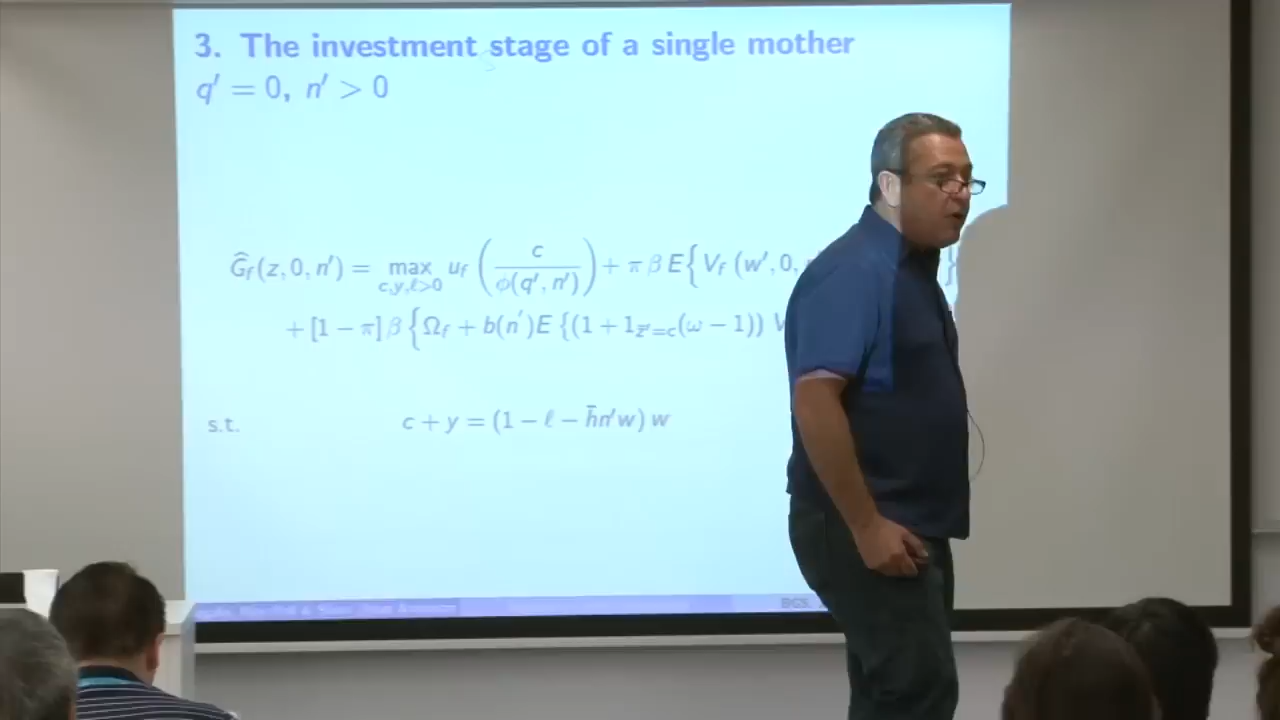 3. The investment stage of a single mother
q′ = 0, n′ > 0
Ĝ_f(z, 0, n′) = max_{c,y,ℓ>0} u_f (c / φ(q′, n′)) + π β E{ V_f (w′, 0,
+ [1 − π] β { Ω_f + b(n′)E {(1 + 1_{z′=c}(ω − 1)) V
s.t. c + y = (1 − ℓ − h̄n′w) w